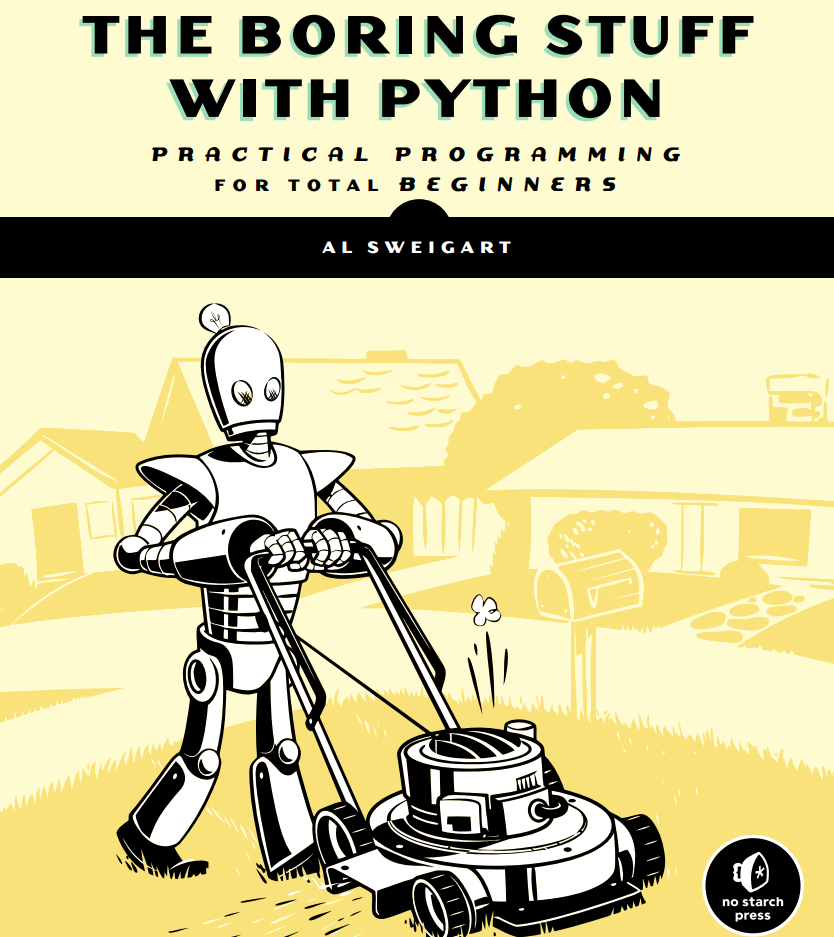 THE BORING STUFF
WITH PYTHON
PRACTICAL PROGRAMMING
FOR TOTAL BEGINNERS
AL SWEIGART
no starch
press